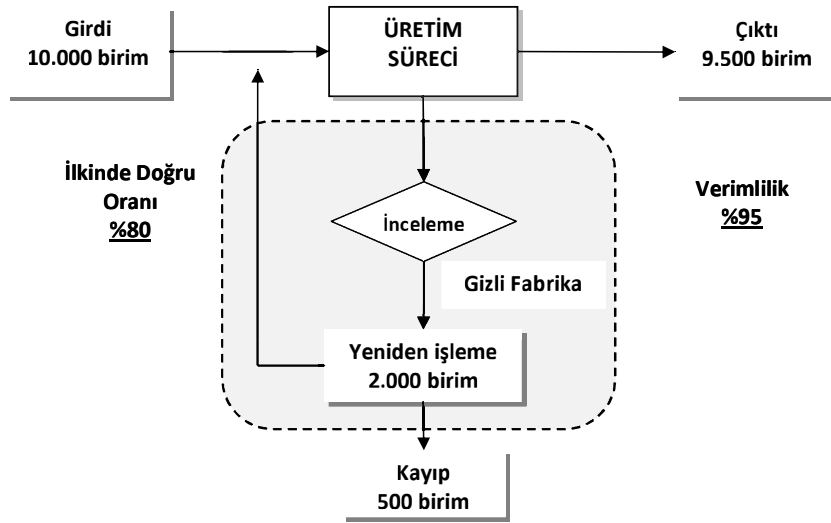 Girdi
10.000 birim
ÜRETİM
SÜRECİ
Çıktı
9.500 birim
İlkinde Doğru
Oranı
%80
İnceleme
Verimlilik
%95
Gizli Fabrika
Yeniden işleme
2.000 birim
Kayıp
500 birim